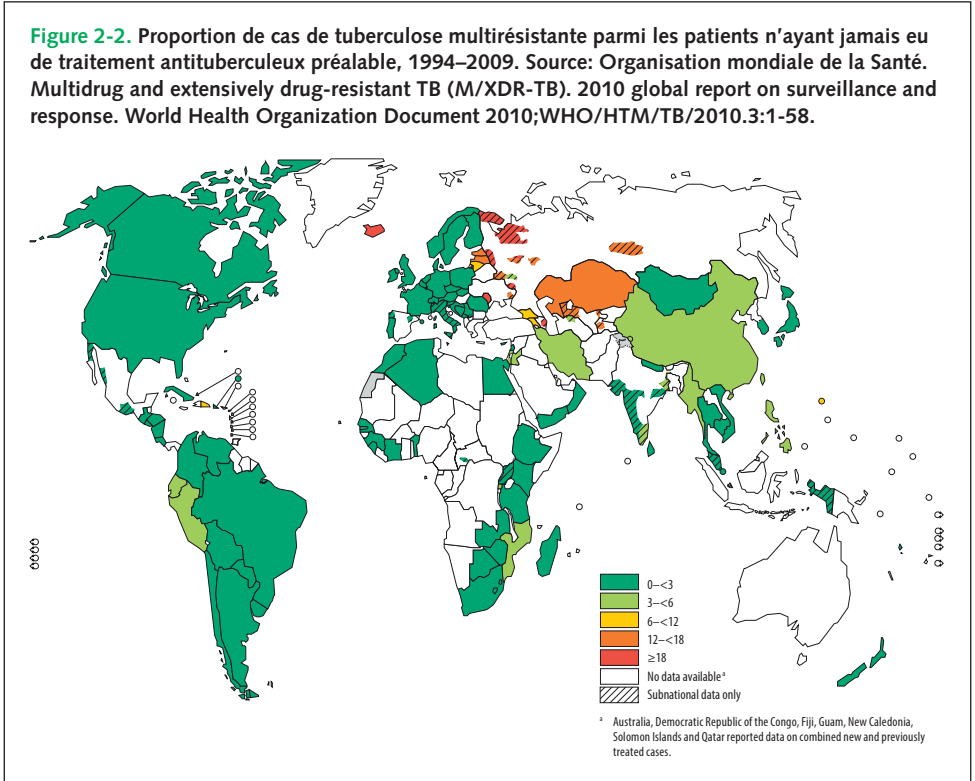 Figure 2-2. Proportion de cas de tuberculose multirésistante parmi les patients n'ayant jamais eu
de traitement antituberculeux préalable, 1994–2009. Source: Organisation mondiale de la Santé.
Multidrug and extensively drug-resistant TB (M/XDR-TB). 2010 global report on surveillance and
response. World Health Organization Document 2010;WHO/HTM/TB/2010.3:1-58.
0–<3
3–<6
6–<12
12–<18
≥18
No data available a
Subnational data only
a Australia, Democratic Republic of the Congo, Fiji, Guam, New Caledonia,
Solomon Islands and Qatar reported data on combined new and previously
treated cases.